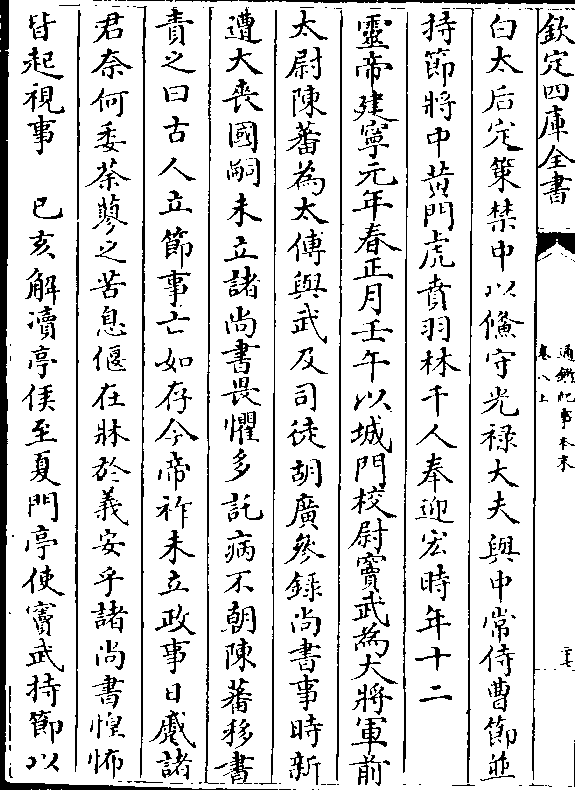 欽定四庫全書
通鑑紀事本末
卷八上
白太后定策禁中以鯈守光禄大夫與中常侍曹節並
持節將中黄門虎賁羽林千人奉迎宏時年十二
靈帝建寧元年春正月壬午以城門校尉竇武為大將軍前
太尉陳蕃為太傅與武及司徒胡廣參錄尚書事時新
遭大喪國嗣未立諸尚書畏懼多託病不朝陳蕃移書
責之曰古人立節事亡如存今帝祚未立政事日蹙諸
君奈何委荼蓼之苦息偃在牀於義安乎諸尚書惶怖
皆起視事　己亥解瀆亭侯至夏門亭使竇武持節以